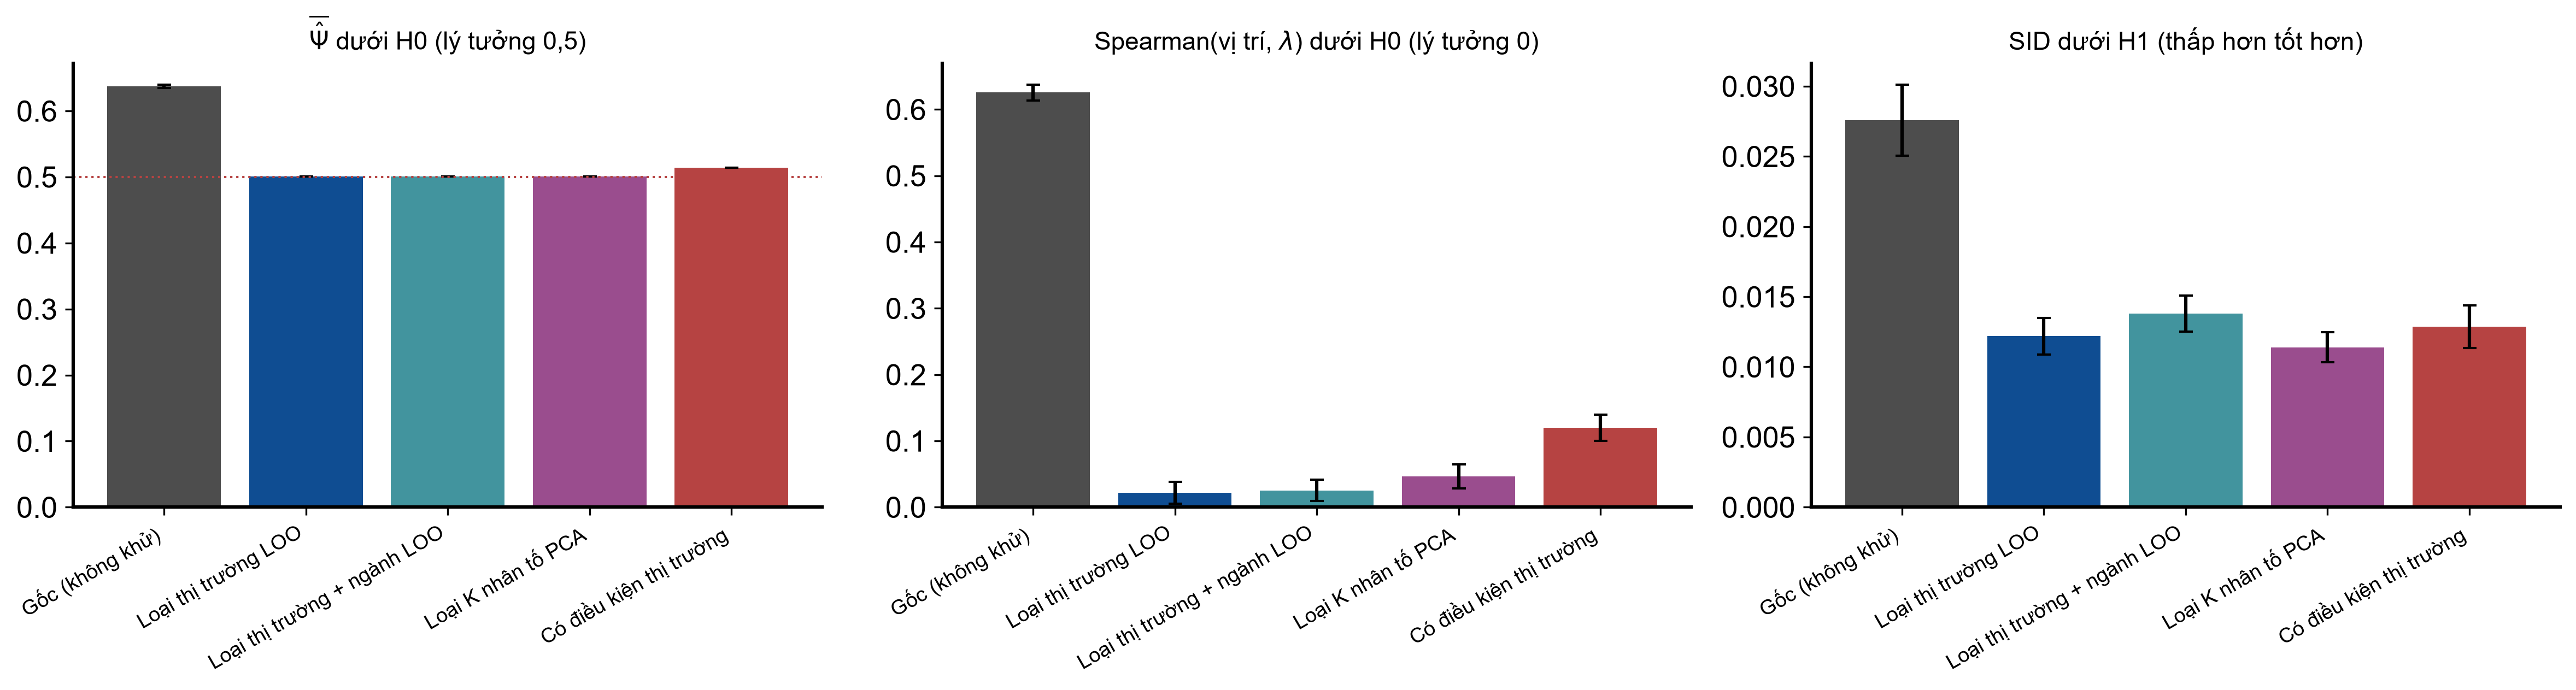 Ψ̂ dưới H0 (lý tưởng 0,5)
0.6
0.5
0.4
0.3
0.2
0.1
0.0
Gốc (không khử)
Loại thị trường LOO
Loại thị trường + ngành LOO
Loại K nhân tố PCA
Có điều kiện thị trường
Spearman(vị trí, λ) dưới H0 (lý tưởng 0)
0.6
0.5
0.4
0.3
0.2
0.1
0.0
Gốc (không khử)
Loại thị trường LOO
Loại thị trường + ngành LOO
Loại K nhân tố PCA
Có điều kiện thị trường
SID dưới H1 (thấp hơn tốt hơn)
0.030
0.025
0.020
0.015
0.010
0.005
0.000
Gốc (không khử)
Loại thị trường LOO
Loại thị trường + ngành LOO
Loại K nhân tố PCA
Có điều kiện thị trường